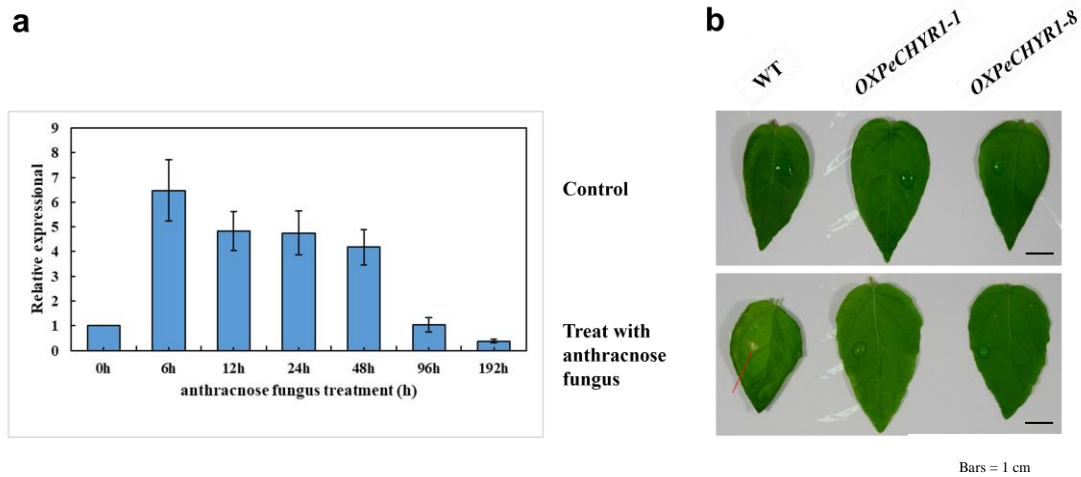 a
b
WT
OXPeCHYR1-1
OXPeCHYR1-8
9
8
7
6
5
4
3
2
1
0
Relative expressional
0h 6h 12h 24h 48h 96h 192h
anthracnose fungus treatment (h)
Control
Treat with
anthracnose
fungus
Bars = 1 cm